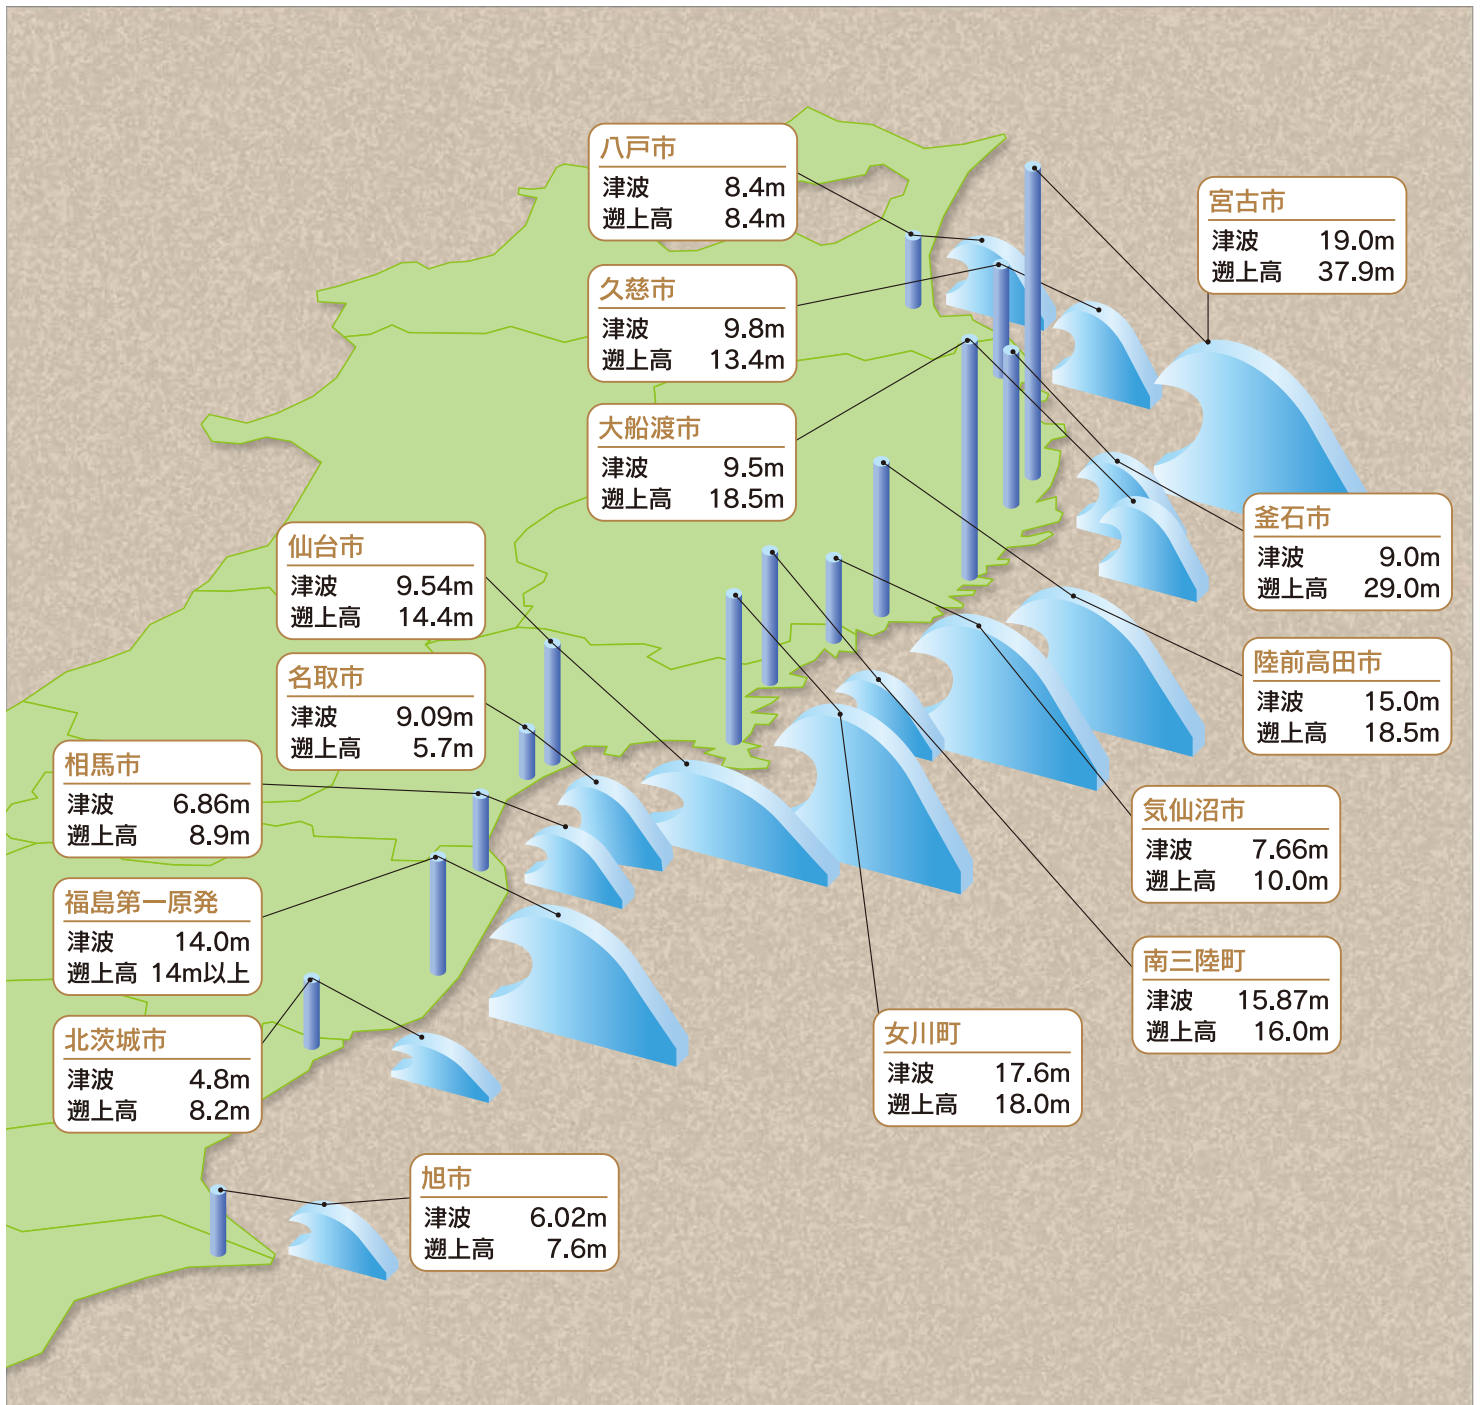 八戸市
津波 8.4m
遡上高 8.4m
宮古市
津波 19.0m
遡上高 37.9m
久慈市
津波 9.8m
遡上高 13.4m
大船渡市
津波 9.5m
遡上高 18.5m
釜石市
津波 9.0m
遡上高 29.0m
仙台市
津波 9.54m
遡上高 14.4m
陸前高田市
津波 15.0m
遡上高 18.5m
名取市
津波 9.09m
遡上高 5.7m
相馬市
津波 6.86m
遡上高 8.9m
気仙沼市
津波 7.66m
遡上高 10.0m
福島第一原発
津波 14.0m
遡上高 14m以上
南三陸町
津波 15.87m
遡上高 16.0m
北茨城市
津波 4.8m
遡上高 8.2m
女川町
津波 17.6m
遡上高 18.0m
旭市
津波 6.02m
遡上高 7.6m